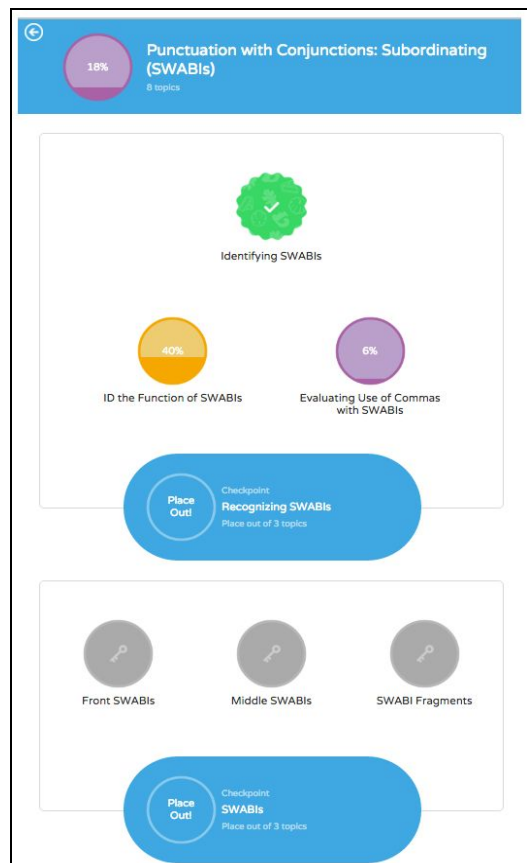 18%
Punctuation with Conjunctions: Subordinating
(SWABIs)
8 topics
Identifying SWABIs
40%
6%
ID the Function of SWABIs
Evaluating Use of Commas
with SWABIs
Place
Out!
Checkpoint
Recognizing SWABIs
Place out of 3 topics
Front SWABIs
Middle SWABIs
SWABI Fragments
Place
Out!
Checkpoint
SWABIs
Place out of 3 topics